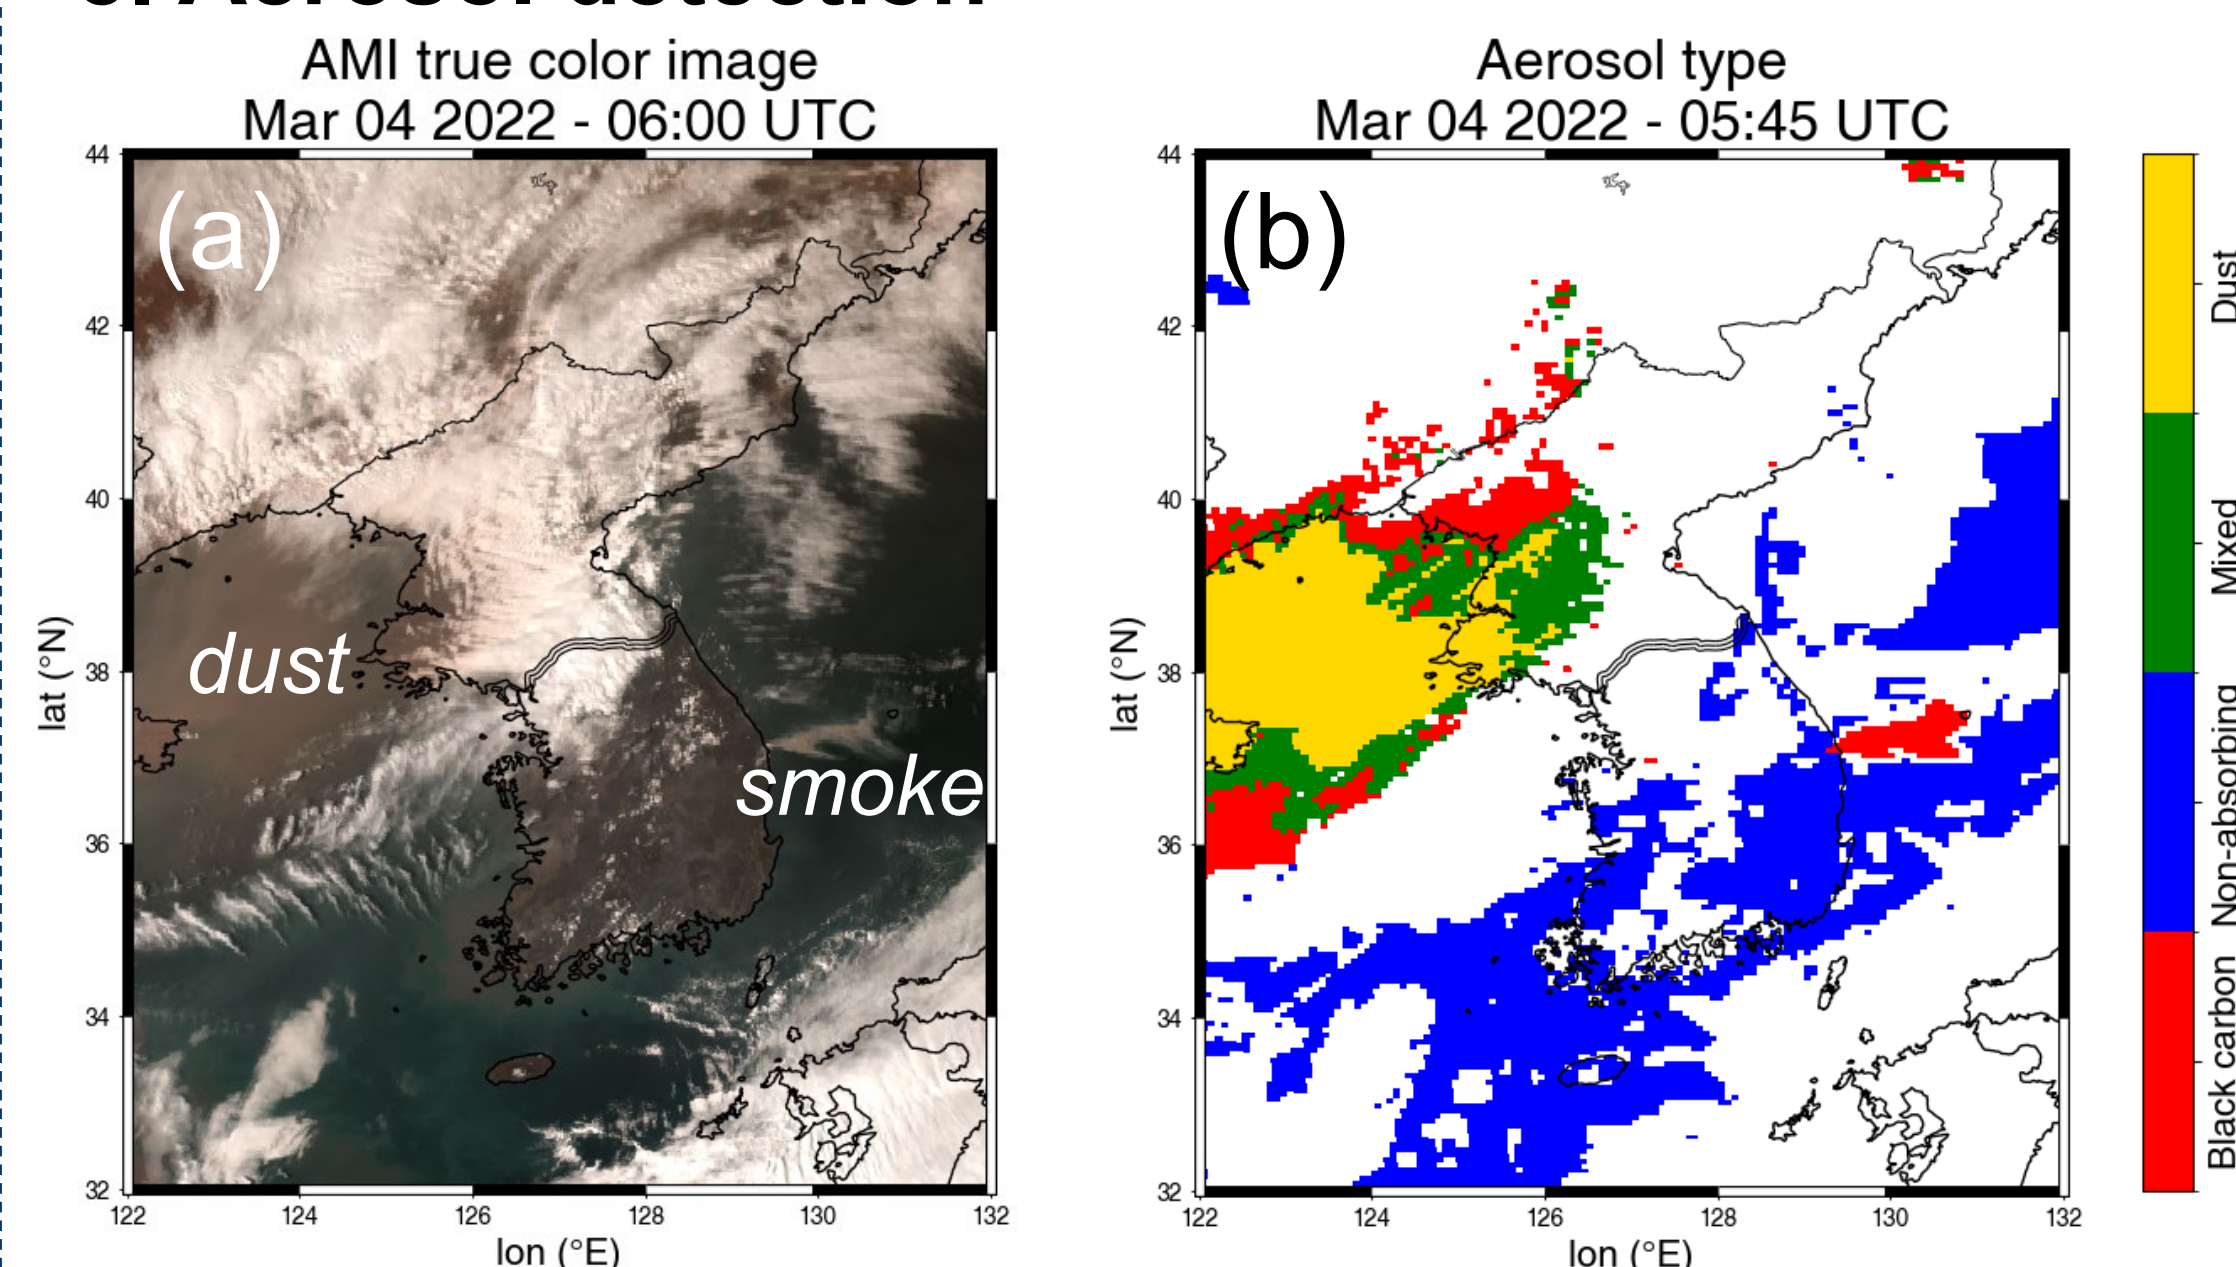 AMI true color image
Mar 04 2022 - 06:00 UTC
(a)
dust
smoke
44
42
40
38
36
34
32
lat (°N)
122
124
126
128
130
132
lon (°E)
Aerosol type
Mar 04 2022 - 05:45 UTC
(b)
44
42
40
38
36
34
32
lat (°N)
122
124
126
128
130
132
lon (°E)
Dust
Mixed
Non-absorbing
Black carbon